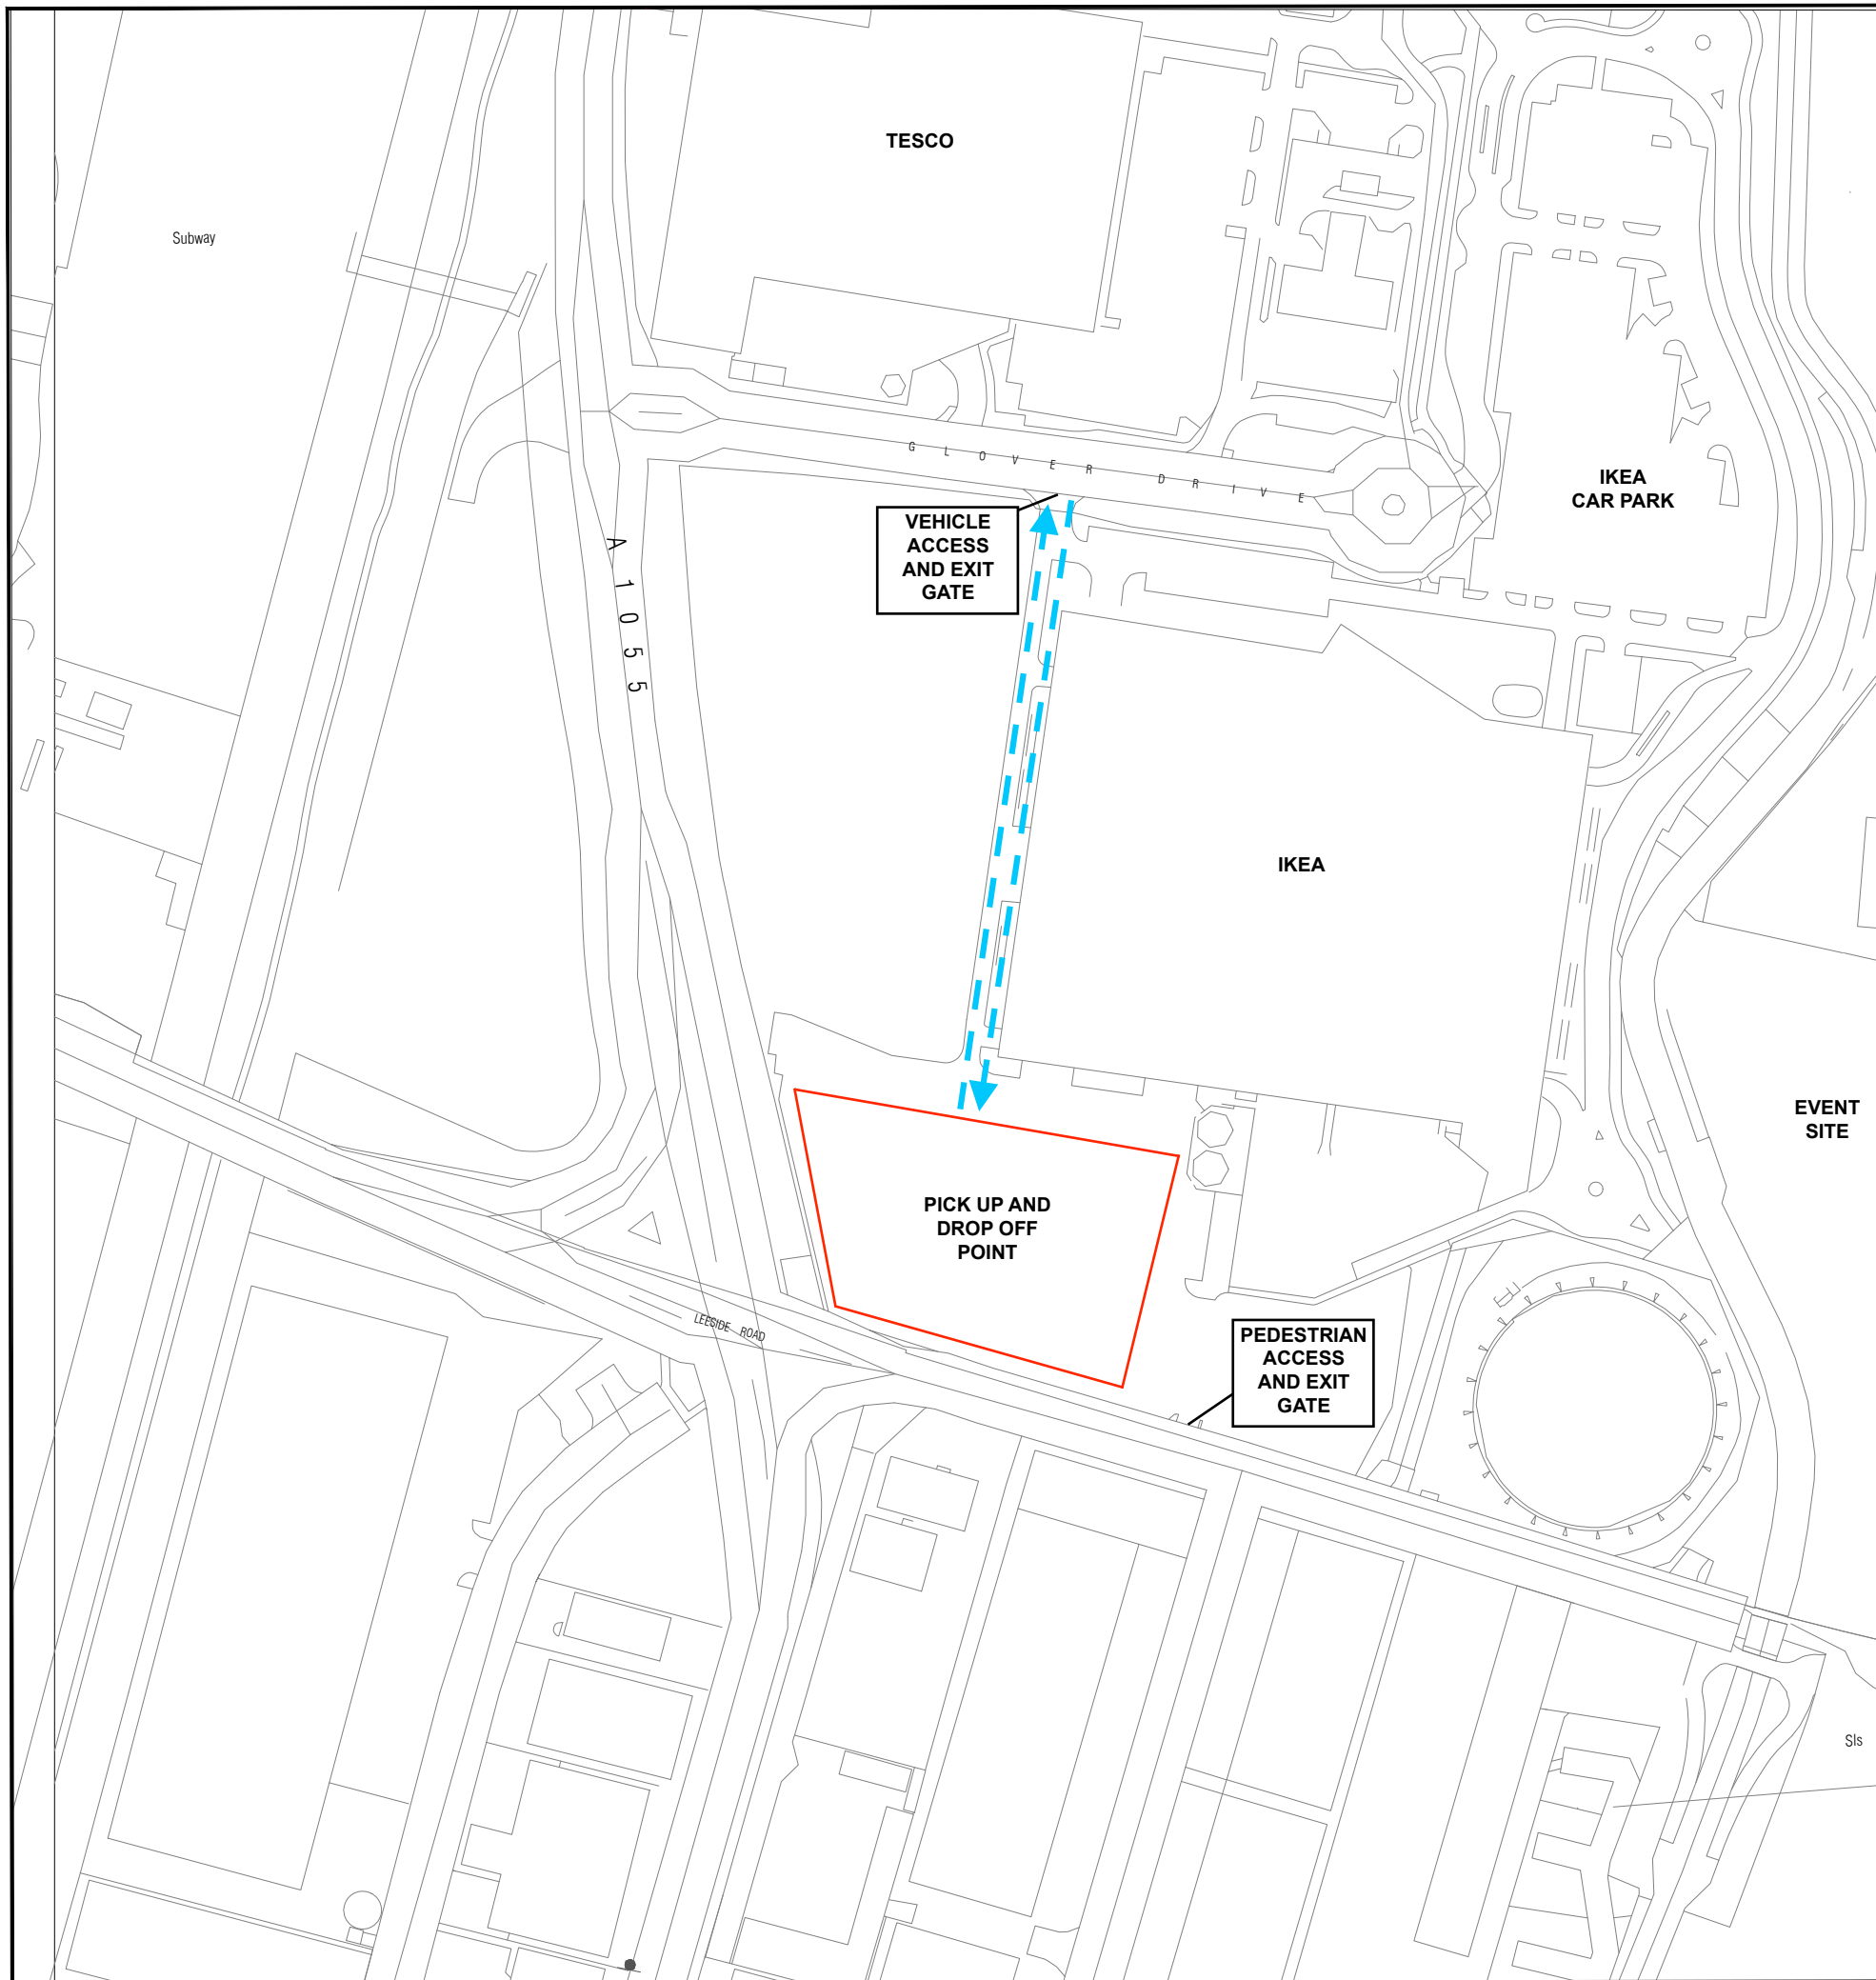 TESCO
Subway
GLOVER DRIVE
IKEA
CAR PARK
VEHICLE
ACCESS
AND EXIT
GATE
A 1055
IKEA
EVENT
SITE
PICK UP AND
DROP OFF
POINT
LEESIDE ROAD
PEDESTRIAN
ACCESS
AND EXIT
GATE
Sls